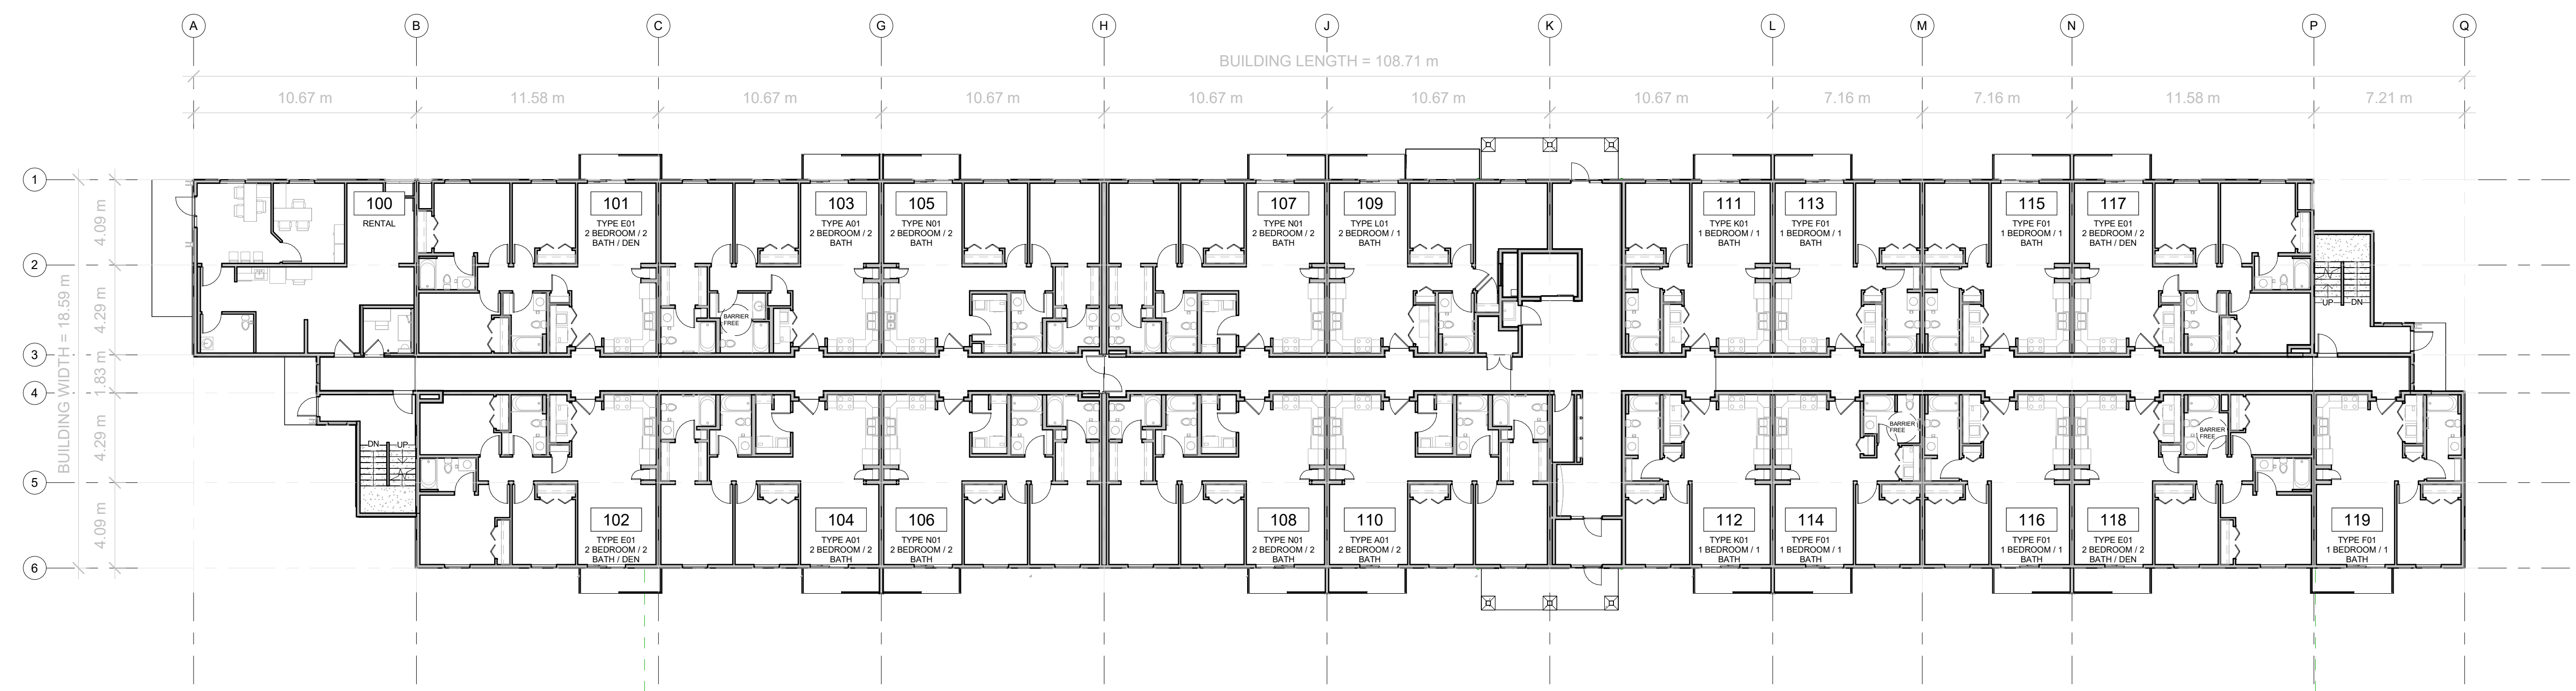 A B C G H J K L M N P Q
BUILDING LENGTH = 108.71 m
10.67 m 11.58 m 10.67 m 10.67 m 10.67 m 10.67 m 10.67 m 7.16 m 7.16 m 11.58 m 7.21 m
1
2
3
4
5
6
BUILDING WIDTH = 18.59 m
4.09 m
4.29 m
1.83 m
4.29 m
4.09 m
100
RENTAL
101
TYPE E01
2 BEDROOM / 2
BATH / DEN
103
TYPE A01
2 BEDROOM / 2
BATH
105
TYPE N01
2 BEDROOM / 2
BATH
107
TYPE N01
2 BEDROOM / 2
BATH
109
TYPE L01
2 BEDROOM / 1
BATH
111
TYPE K01
1 BEDROOM / 1
BATH
113
TYPE F01
1 BEDROOM / 1
BATH
115
TYPE F01
1 BEDROOM / 1
BATH
117
TYPE E01
2 BEDROOM / 2
BATH / DEN
BARRIER
FREE
UP DN
DN UP
BARRIER
FREE
BARRIER
FREE
102
TYPE E01
2 BEDROOM / 2
BATH / DEN
104
TYPE A01
2 BEDROOM / 2
BATH
106
TYPE N01
2 BEDROOM / 2
BATH
108
TYPE N01
2 BEDROOM / 2
BATH
110
TYPE A01
2 BEDROOM / 2
BATH
112
TYPE K01
1 BEDROOM / 1
BATH
114
TYPE F01
1 BEDROOM / 1
BATH
116
TYPE F01
1 BEDROOM / 1
BATH
118
TYPE E01
2 BEDROOM / 2
BATH / DEN
119
TYPE F01
1 BEDROOM / 1
BATH